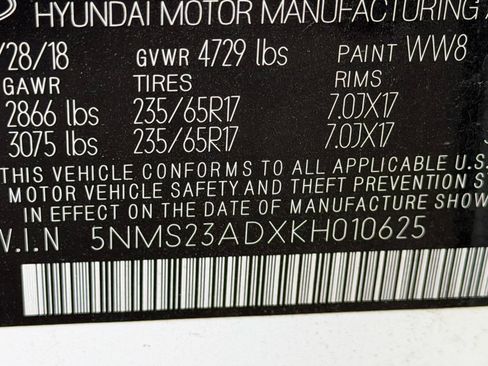 HYUNDAI MOTOR MANUFACTURING
/28/18 GVWR 4729 lbs PAINT WW8
GAWR TIRES RIMS
2866 lbs 235/65R17 7.0JX17
3075 lbs 235/65R17 7.0JX17
THIS VEHICLE CONFORMS TO ALL APPLICABLE U.S.
MOTOR VEHICLE SAFETY AND THEFT PREVENTION ST
IN EFFECT ON THE DATE OF MANUFACTURE SHOW
V.I.N 5NMS23ADXKH010625